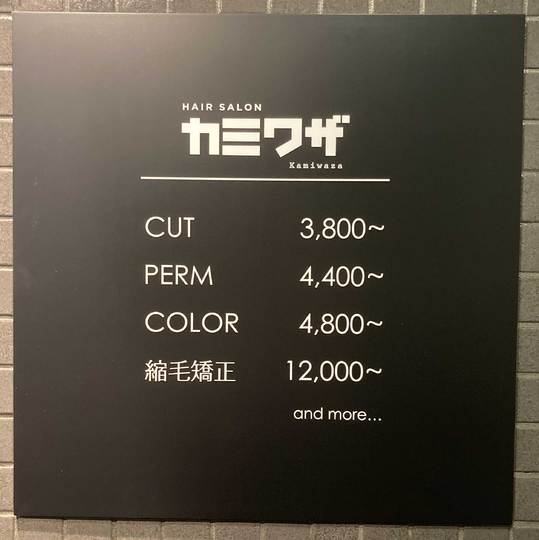 HAIR SALON
カミワザ
Kamiwaza
CUT 3,800~
PERM 4,400~
COLOR 4,800~
縮毛矯正 12,000~
and more...